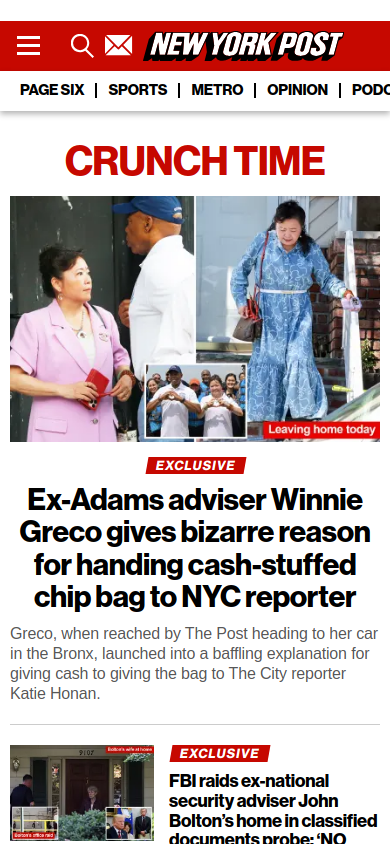 NEW YORK POST
PAGE SIX | SPORTS | METRO | OPINION | PODC
CRUNCH TIME
Leaving home today
EXCLUSIVE
Ex-Adams adviser Winnie
Greco gives bizarre reason
for handing cash-stuffed
chip bag to NYC reporter
Greco, when reached by The Post heading to her car
in the Bronx, launched into a baffling explanation for
giving cash to giving the bag to The City reporter
Katie Honan.
Bolton's wife at home
Bolton's office raid
EXCLUSIVE
FBI raids ex-national
security adviser John
Bolton's home in classified
documents probe: ‘NO